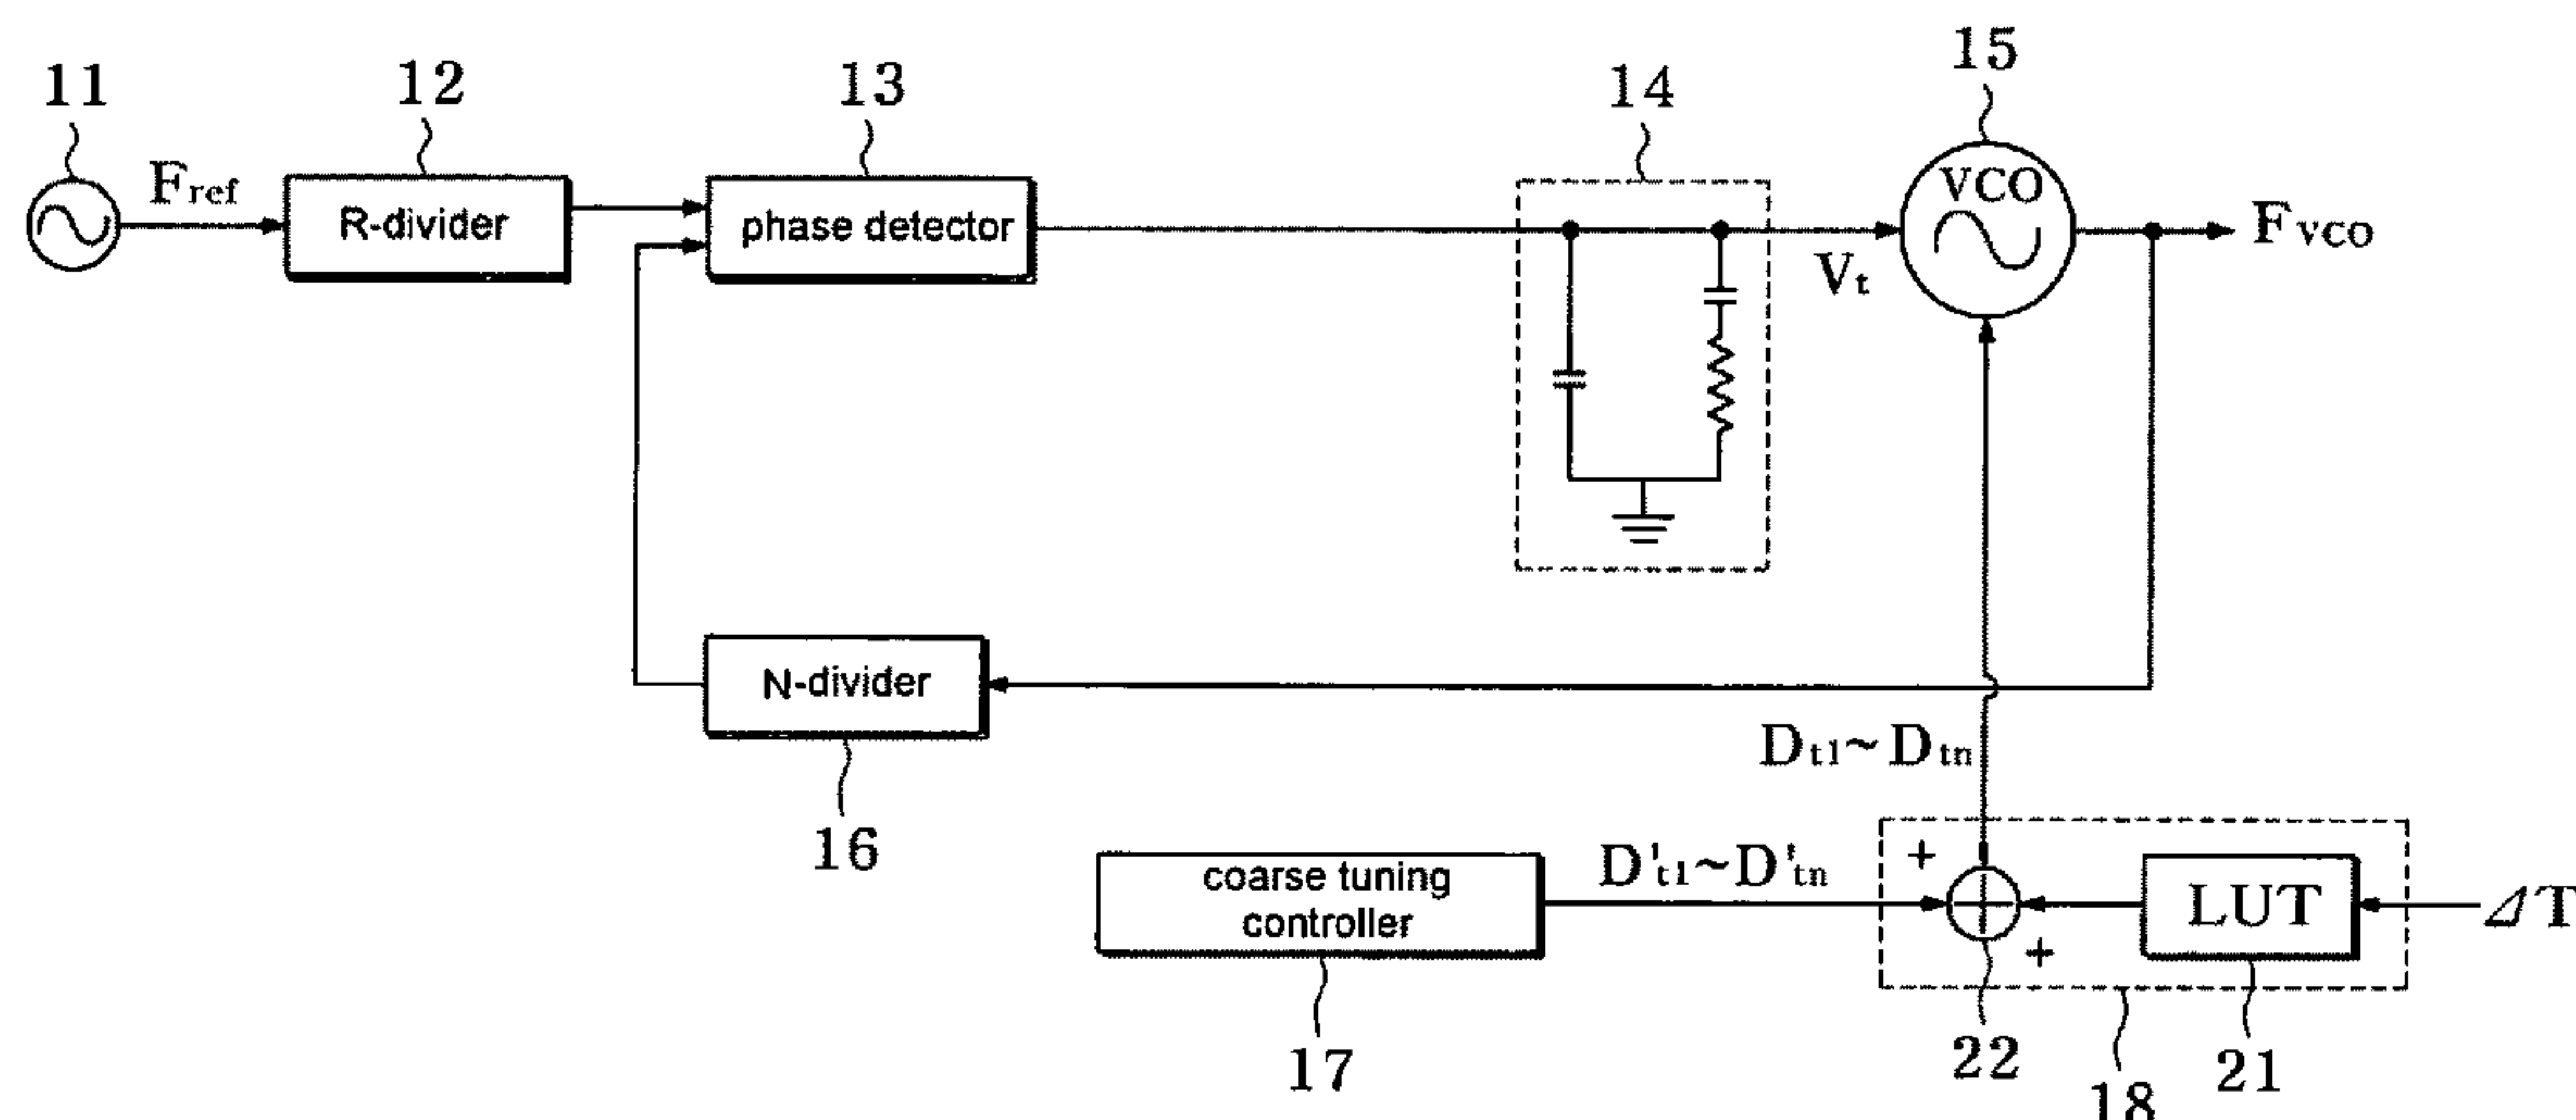 11
12
13
14
15
Fref
R-divider
phase detector
VCO
Vt
FVCO
N-divider
16
Dt1~Dtn
coarse tuning
controller
D't1~D'tn
+
+
LUT
ΔT
17
22
18
21